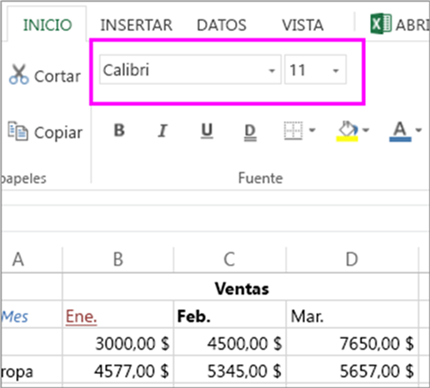 INICIO INSERTAR DATOS VISTA ABRI
Cortar Calibri 11
Copiar B I U D A
papeles Fuente
A B C D
Ventas
Mes Ene. Feb. Mar.
3000,00 $ 4500,00 $ 7650,00 $
ropa 4577,00 $ 5345,00 $ 5657,00 $